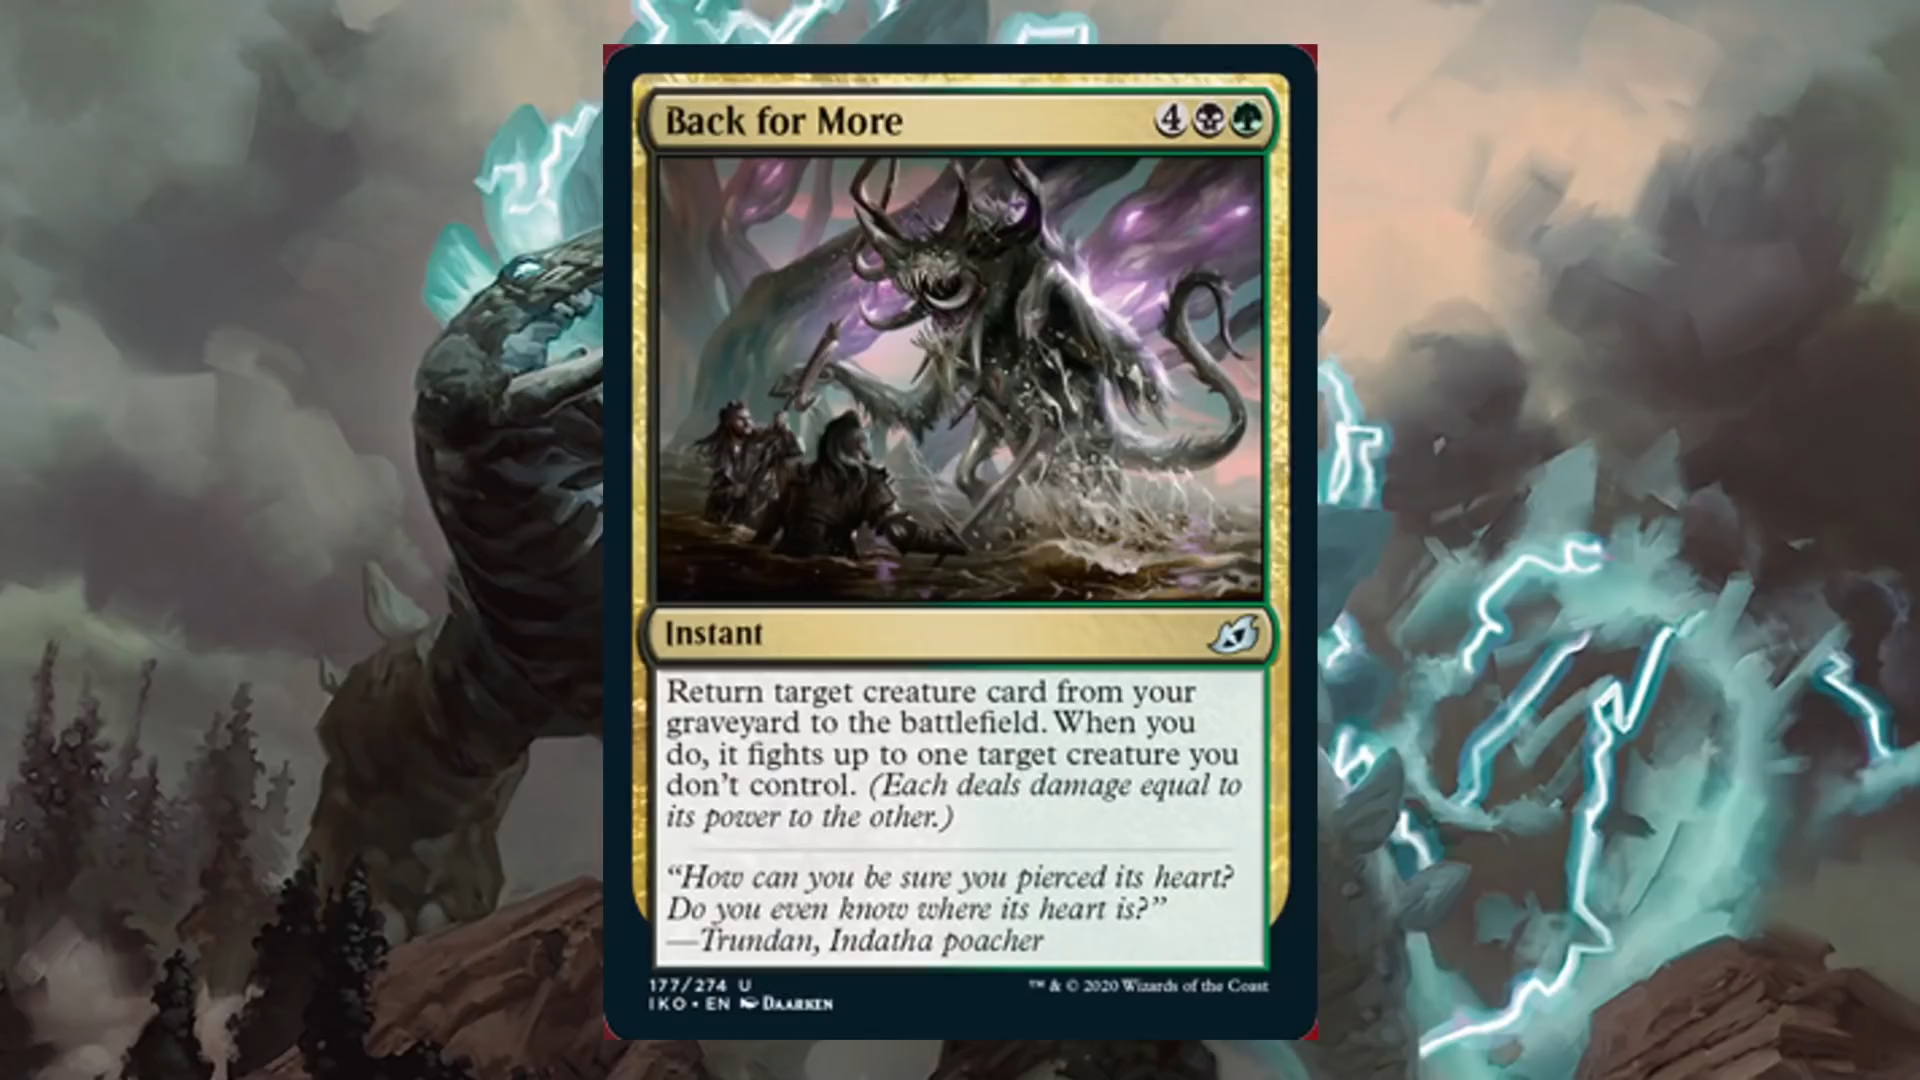 Back for More
4
Instant
Return target creature card from your
graveyard to the battlefield. When you
do, it fights up to one target creature you
don't control. (Each deals damage equal to
its power to the other.)
“How can you be sure you pierced its heart?
Do you even know where its heart is?”
—Trundan, Indatha poacher
177/274 U
IKO • EN Daarken
™ & © 2020 Wizards of the Coast